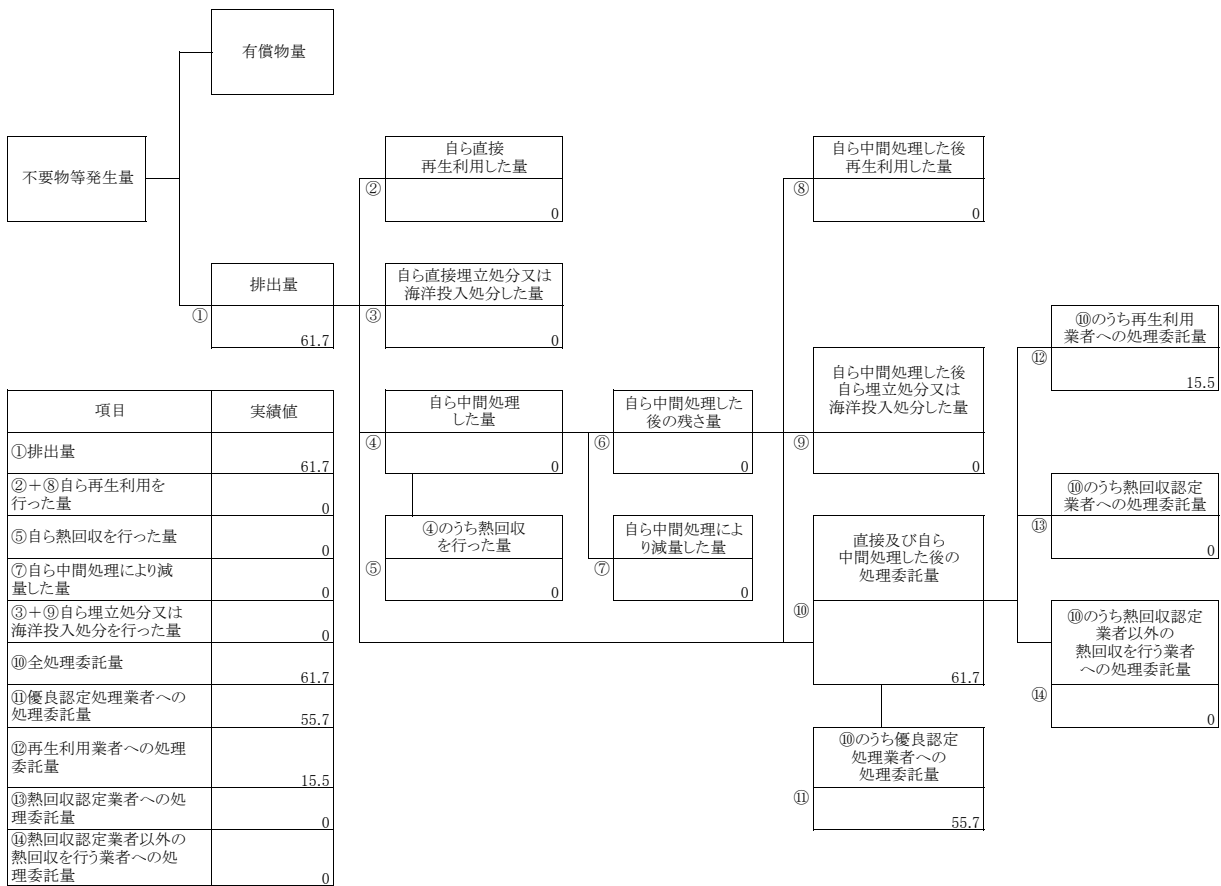 有償物量
不要物等発生量
自ら直接
再生利用した量
②
0
自ら中間処理した後
再生利用した量
⑧
0
排出量
①
61.7
自ら直接埋立処分又は
海洋投入処分した量
③
0
⑩のうち再生利用
業者への処理委託量
⑫
15.5
自ら中間処理
した量
④
0
自ら中間処理した
後の残さ量
⑥
0
自ら中間処理した後
自ら埋立処分又は
海洋投入処分した量
⑨
0
⑩のうち熱回収認定
業者への処理委託量
⑬
0
④のうち熱回収
を行った量
⑤
0
自ら中間処理によ
り減量した量
⑦
0
直接及び自ら
中間処理した後の
処理委託量
⑩
61.7
⑩のうち熱回収認定
業者以外の
熱回収を行う業者
への処理委託量
⑭
0
⑩のうち優良認定
処理業者への
処理委託量
⑪
55.7
項目 実績値
①排出量
61.7
②+⑧自ら再生利用を
行った量
0
⑤自ら熱回収を行った量
0
⑦自ら中間処理により減
量した量
0
③+⑨自ら埋立処分又は
海洋投入処分を行った量
0
⑩全処理委託量
61.7
⑪優良認定処理業者への
処理委託量
55.7
⑫再生利用業者への処理
委託量
15.5
⑬熱回収認定業者への処
理委託量
0
⑭熱回収認定業者以外の
熱回収を行う業者への処
理委託量
0